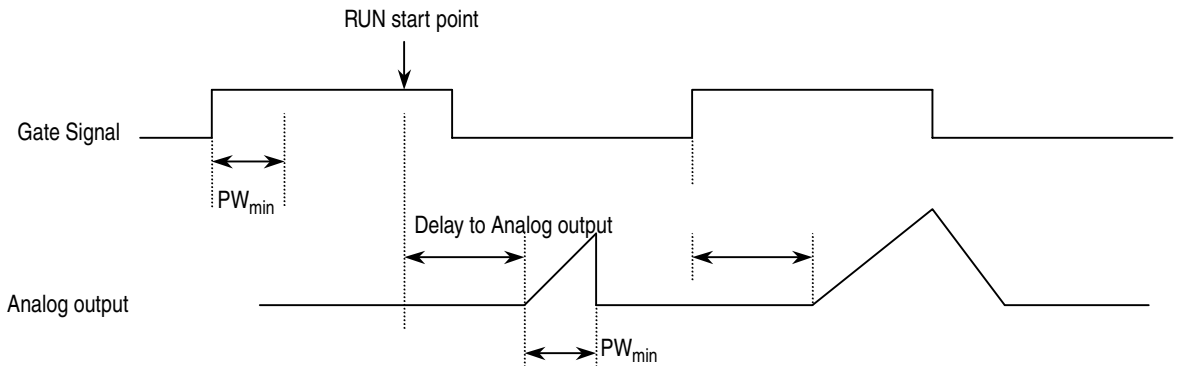 RUN start point
Gate Signal
PWmin
Delay to Analog output
Analog output
PWmin